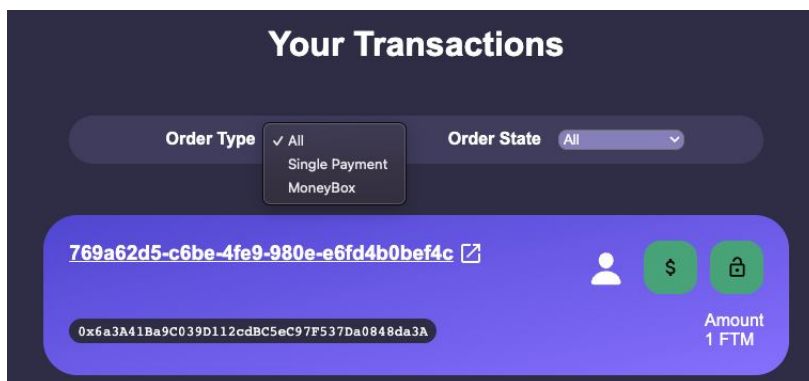 Your Transactions
Order Type ✓ All
Single Payment
MoneyBox
Order State All
769a62d5-c6be-4fe9-980e-e6fd4b0bef4c
$
0x6a3A41Ba9C039D112cdBC5eC97F537Da0848da3A
Amount
1 FTM